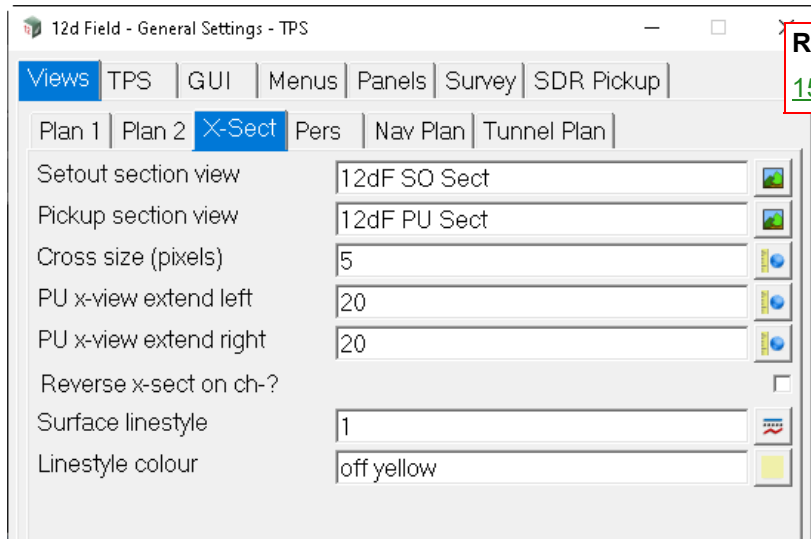 12d Field - General Settings - TPS
Views TPS GUI Menus Panels Survey SDR Pickup
Plan 1 Plan 2 X-Sect Pers Nav Plan Tunnel Plan
Setout section view 12dF SO Sect
Pickup section view 12dF PU Sect
Cross size (pixels) 5
PU x-view extend left 20
PU x-view extend right 20
Reverse x-sect on ch-?
Surface linestyle 1
Linestyle colour off yellow
R
15